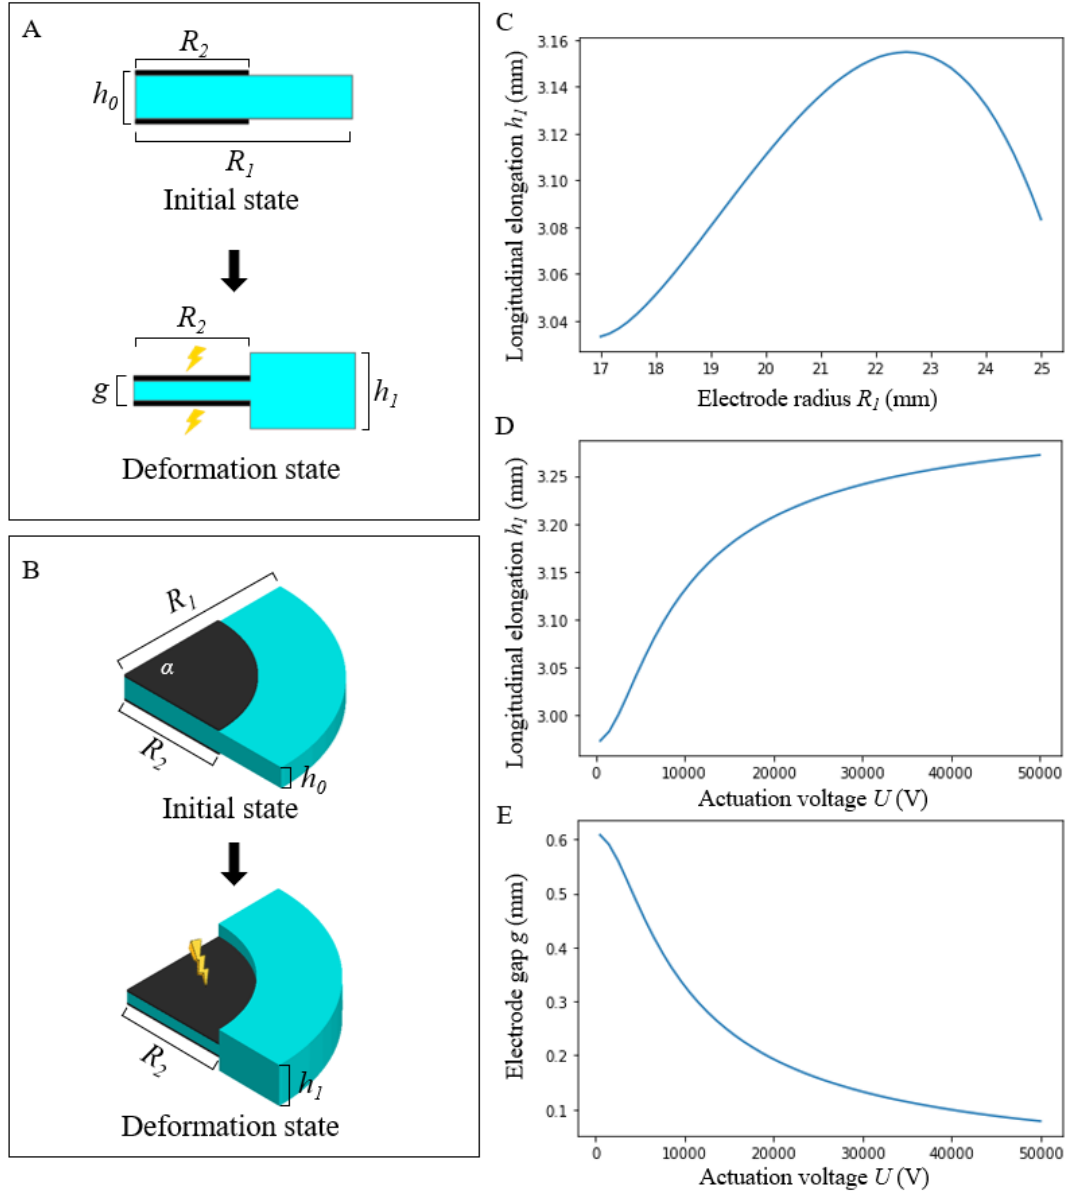 A
R2
h0
R1
Initial state
R2
g
h1
Deformation state
B
R1
α
R2
h0
Initial state
R2
h1
Deformation state
C
Longitudinal elongation h1 (mm)
3.16
3.14
3.12
3.10
3.08
3.06
3.04
17 18 19 20 21 22 23 24 25
Electrode radius R1 (mm)
D
Longitudinal elongation h1 (mm)
3.25
3.20
3.15
3.10
3.05
3.00
0 10000 20000 30000 40000 50000
Actuation voltage U (V)
E
Electrode gap g (mm)
0.6
0.5
0.4
0.3
0.2
0.1
0 10000 20000 30000 40000 50000
Actuation voltage U (V)